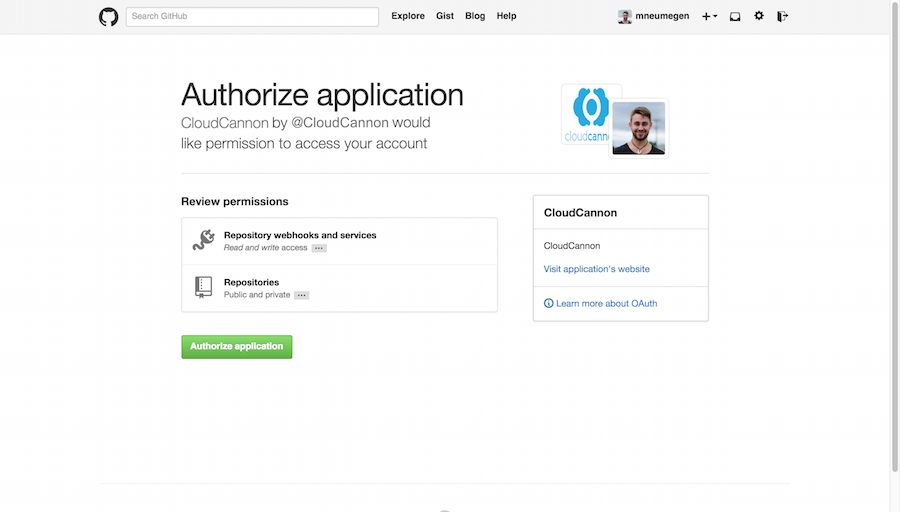 Search GitHub
Explore Gist Blog Help
mneumegen
Authorize application
CloudCannon by @CloudCannon would
like permission to access your account
cloudcann
Review permissions
Repository webhooks and services
Read and write access
Repositories
Public and private
Authorize application
CloudCannon
CloudCannon
Visit application's website
Learn more about OAuth